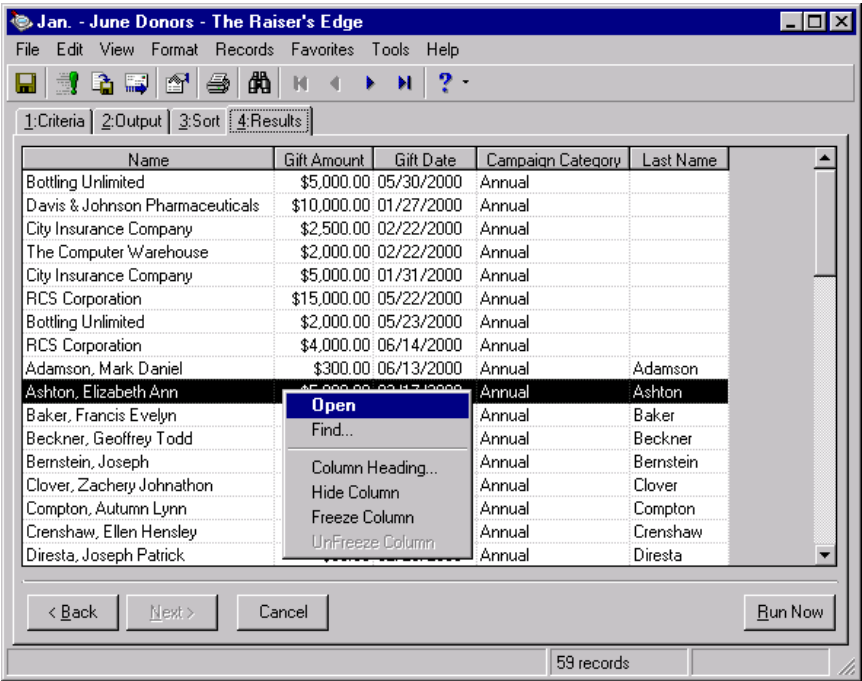 Jan. - June Donors - The Raiser's Edge
File Edit View Format Records Favorites Tools Help
1:Criteria 2:Output 3:Sort 4:Results
Name Gift Amount Gift Date Campaign Category Last Name
Bottling Unlimited $5,000.00 05/30/2000 Annual
Davis & Johnson Pharmaceuticals $10,000.00 01/27/2000 Annual
City Insurance Company $2,500.00 02/22/2000 Annual
The Computer Warehouse $2,000.00 02/22/2000 Annual
City Insurance Company $5,000.00 01/31/2000 Annual
RCS Corporation $15,000.00 05/22/2000 Annual
Bottling Unlimited $2,000.00 05/23/2000 Annual
RCS Corporation $4,000.00 06/14/2000 Annual
Adamson, Mark Daniel $300.00 06/13/2000 Annual Adamson
Ashton, Elizabeth Ann Annual Ashton
Open
Baker, Francis Evelyn Annual Baker
Find...
Beckner, Geoffrey Todd Annual Beckner
Bernstein, Joseph Annual Bernstein
Column Heading...
Clover, Zachery Johnathon Annual Clover
Hide Column
Compton, Autumn Lynn Annual Compton
Freeze Column
Crenshaw, Ellen Hensley Annual Crenshaw
UnFreeze Column
Diresta, Joseph Patrick Annual Diresta
< Back Next > Cancel Run Now
59 records